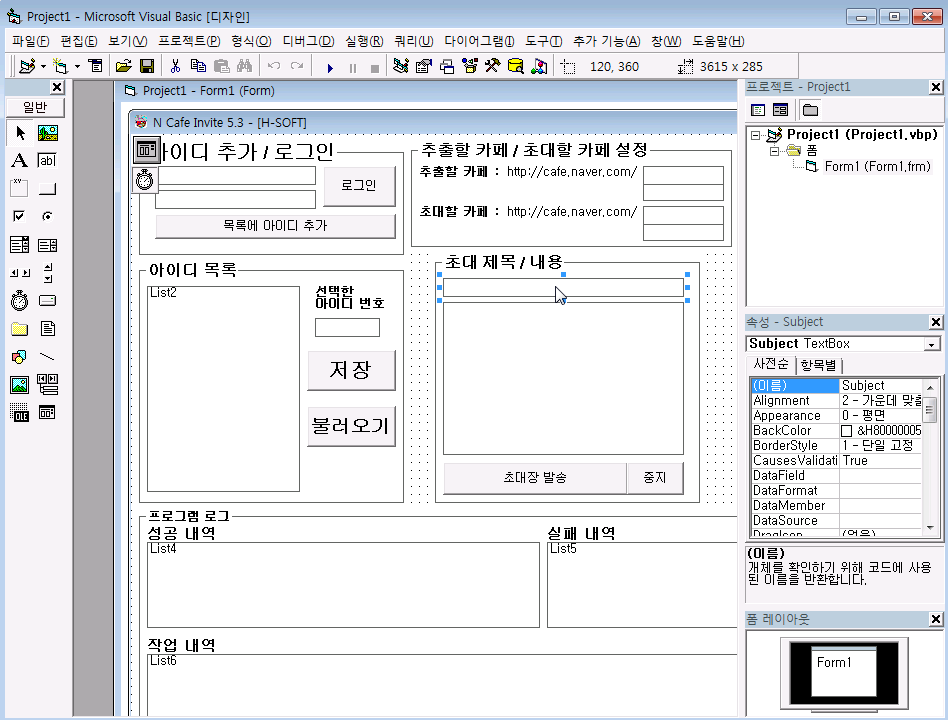 Project1 - Microsoft Visual Basic [디자인]
파일(F) 편집(E) 보기(V) 프로젝트(P) 형식(O) 디버그(D) 실행(R) 쿼리(U) 다이어그램(I) 도구(T) 추가 기능(A) 창(W) 도움말(H)
120, 360 3615 x 285
일반
A ab|
OLE
Project1 - Form1 (Form)
N Cafe Invite 5.3 - [H-SOFT]
이디 추가 / 로그인
로그인
목록에 아이디 추가
추출할 카페 / 초대할 카페 설정
추출할 카페 : http://cafe.naver.com/
초대할 카페 : http://cafe.naver.com/
아이디 목록
List2
선택한
아이디 번호
저장
불러오기
초대 제목 / 내용
초대장 발송 중지
프로그램 로그
성공 내역
List4
실패 내역
List5
작업 내역
List6
프로젝트 - Project1
Project1 (Project1.vbp)
폼
Form1 (Form1.frm)
속성 - Subject
Subject TextBox
사전순 항목별
(이름) Subject
Alignment 2 - 가운데 맞춤
Appearance 0 - 평면
BackColor &H80000005
BorderStyle 1 - 단일 고정
CausesValidati True
DataField
DataFormat
DataMember
DataSource
DragIcon (없음)
(이름)
개체를 확인하기 위해 코드에 사용
된 이름을 반환합니다.
폼 레이아웃
Form1